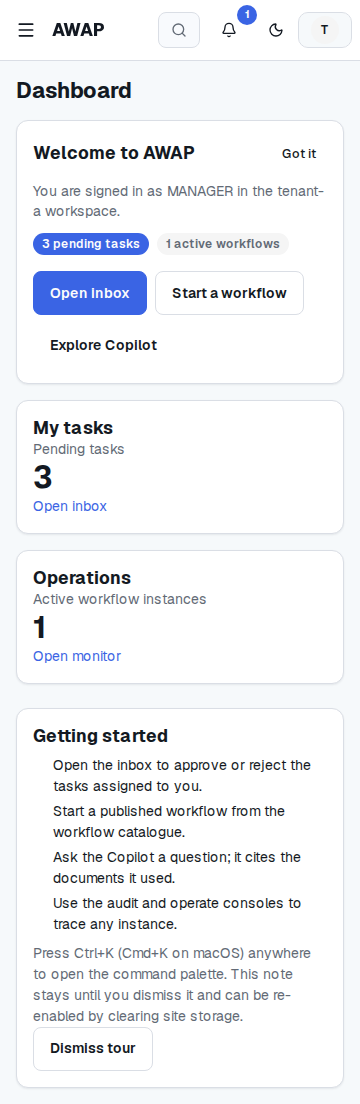 AWAP
1
T
Dashboard
Welcome to AWAP
Got it
You are signed in as MANAGER in the tenant-
a workspace.
3 pending tasks
1 active workflows
Open Inbox
Start a workflow
Explore Copilot
My tasks
Pending tasks
3
Open inbox
Operations
Active workflow instances
1
Open monitor
Getting started
Open the inbox to approve or reject the
tasks assigned to you.
Start a published workflow from the
workflow catalogue.
Ask the Copilot a question; it cites the
documents it used.
Use the audit and operate consoles to
trace any instance.
Press Ctrl+K (Cmd+K on macOS) anywhere
to open the command palette. This note
stays until you dismiss it and can be re-
enabled by clearing site storage.
Dismiss tour